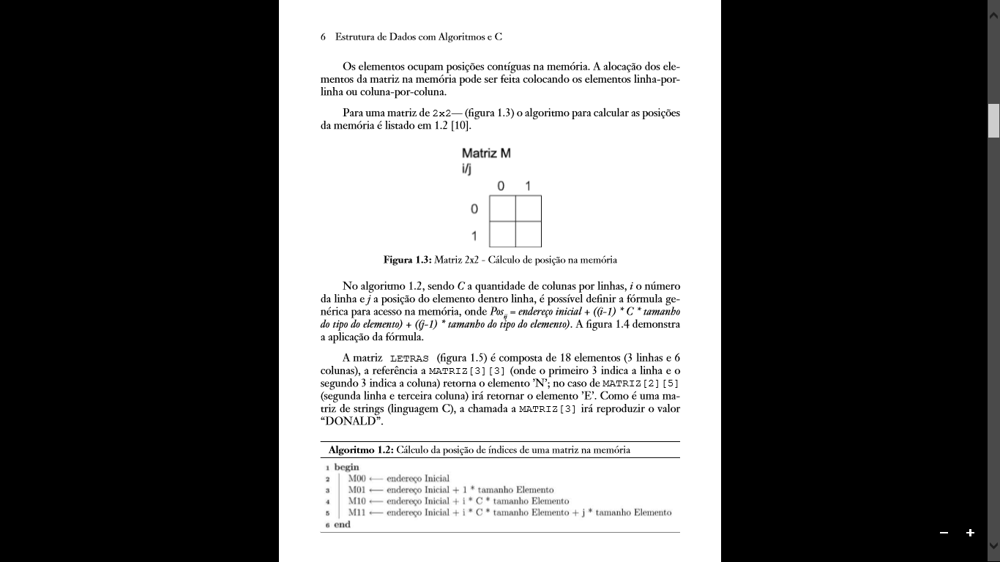 6 Estrutura de Dados com Algoritmos e C
Os elementos ocupam posições contíguas na memória. A alocação dos ele-
mentos da matriz na memória pode ser feita colocando os elementos linha-por-
linha ou coluna-por-coluna.
Para uma matriz de 2x2— (figura 1.3) o algoritmo para calcular as posições
da memória é listado em 1.2 [10].
Matriz M
i/j
0 1
0
1
Figura 1.3: Matriz 2x2 - Cálculo de posição na memória
No algoritmo 1.2, sendo C a quantidade de colunas por linhas, i o número
da linha e j a posição do elemento dentro linha, é possível definir a fórmula ge-
nérica para acesso na memória, onde Posij = endereço inicial + ((i-1) * C * tamanho
do tipo do elemento) + ((j-1) * tamanho do tipo do elemento). A figura 1.4 demonstra
a aplicação da fórmula.
A matriz LETRAS (figura 1.5) é composta de 18 elementos (3 linhas e 6
colunas), a referência a MATRIZ[3][3] (onde o primeiro 3 indica a linha e o
segundo 3 indica a coluna) retorna o elemento ’N’; no caso de MATRIZ[2][5]
(segunda linha e terceira coluna) irá retornar o elemento ’E’. Como é uma ma-
triz de strings (linguagem C), a chamada a MATRIZ[3] irá reproduzir o valor
“DONALD”.
Algoritmo 1.2: Cálculo da posição de índices de uma matriz na memória
1 begin
2 M00 ⟵ endereço Inicial
3 M01 ⟵ endereço Inicial + 1 * tamanho Elemento
4 M10 ⟵ endereço Inicial + i * C * tamanho Elemento
5 M11 ⟵ endereço Inicial + i * C * tamanho Elemento + j * tamanho Elemento
6 end